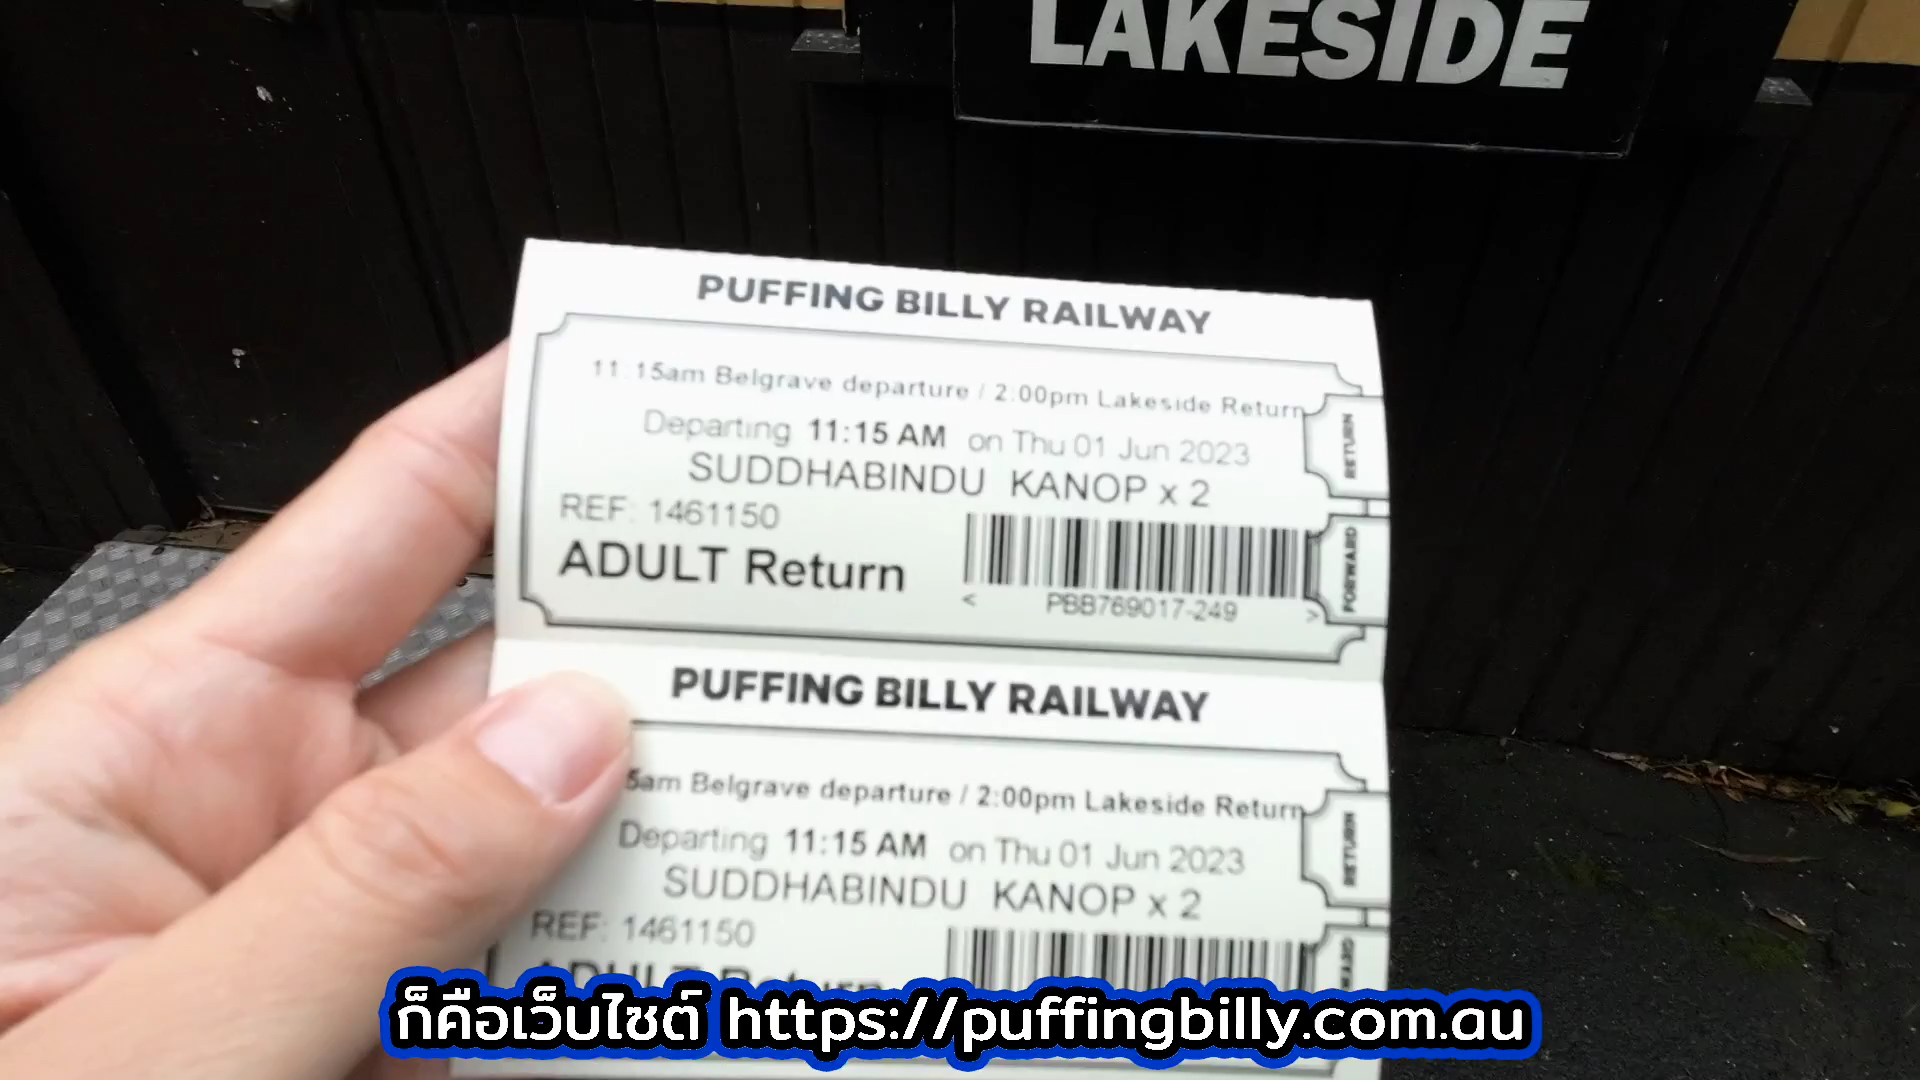 LAKESIDE
PUFFING BILLY RAILWAY
11:15am Belgrave departure / 2:00pm Lakeside Return
Departing 11:15 AM on Thu 01 Jun 2023
SUDDHABINDU KANOP x 2
REF: 1461150
ADULT Return
< PBB769017-249 >
RETURN
FORWARD
PUFFING BILLY RAILWAY
5am Belgrave departure / 2:00pm Lakeside Return
Departing 11:15 AM on Thu 01 Jun 2023
SUDDHABINDU KANOP x 2
REF: 1461150
ADULT Return
RETURN
ก็คือเว็บไซต์ https://puffingbilly.com.au